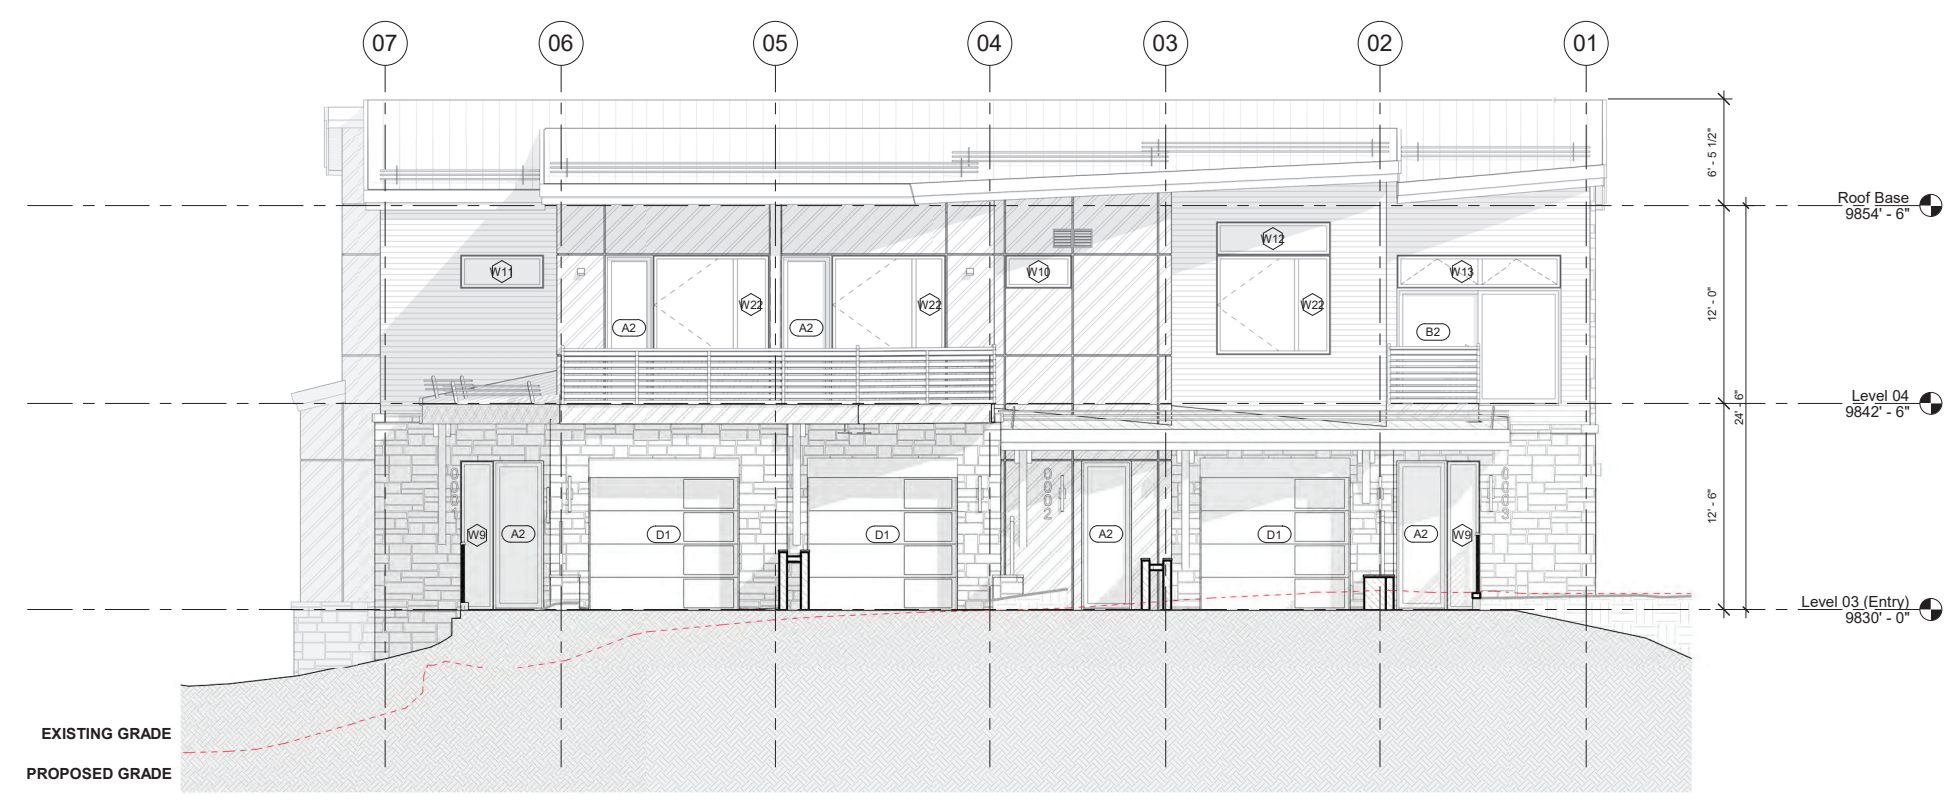 07 06 05 04 03 02 01
6' - 5 1/2"
Roof Base
9854' - 6"
W12
W11 W10 W13
12' - 0"
W22 W22 W22
A2 A2 B2
Level 04
9842' - 6"
24' - 6"
0002 0003
12' - 6"
W9 A2 D1 D1 A2 D1 A2 W9
Level 03 (Entry)
9830' - 0"
EXISTING GRADE
PROPOSED GRADE